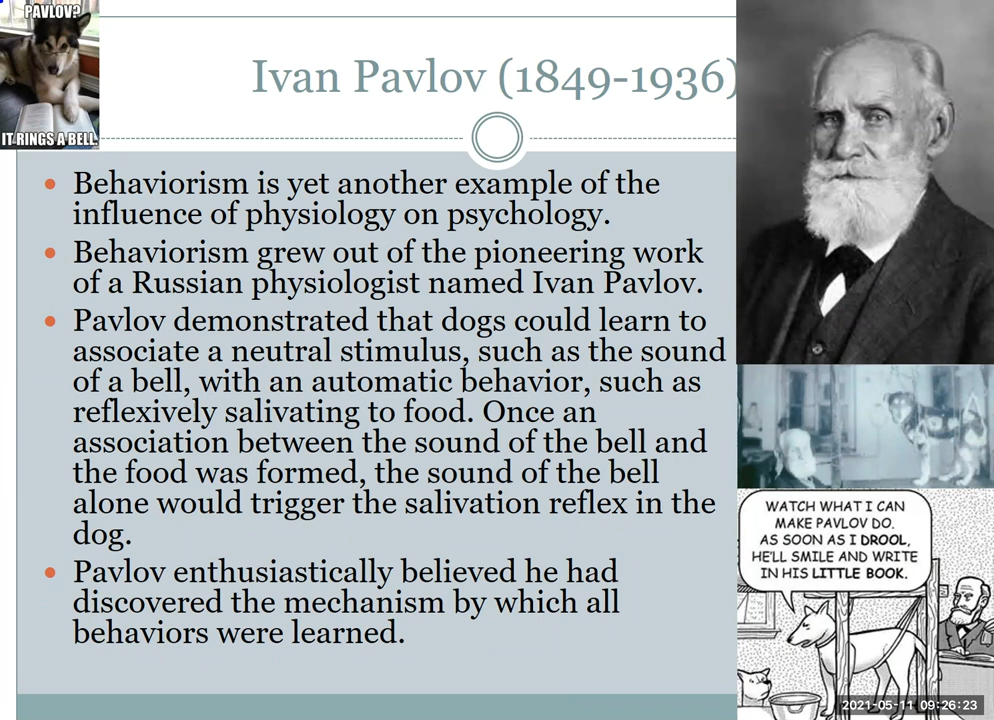 PAVLOV?
IT RINGS A BELL.
Ivan Pavlov (1849-1936)
• Behaviorism is yet another example of the
influence of physiology on psychology.
• Behaviorism grew out of the pioneering work
of a Russian physiologist named Ivan Pavlov.
• Pavlov demonstrated that dogs could learn to
associate a neutral stimulus, such as the sound
of a bell, with an automatic behavior, such as
reflexively salivating to food. Once an
association between the sound of the bell and
the food was formed, the sound of the bell
alone would trigger the salivation reflex in the
dog.
• Pavlov enthusiastically believed he had
discovered the mechanism by which all
behaviors were learned.
WATCH WHAT I CAN
MAKE PAVLOV DO.
AS SOON AS I DROOL,
HE'LL SMILE AND WRITE
IN HIS LITTLE BOOK.
2021-05-11 09:26:23